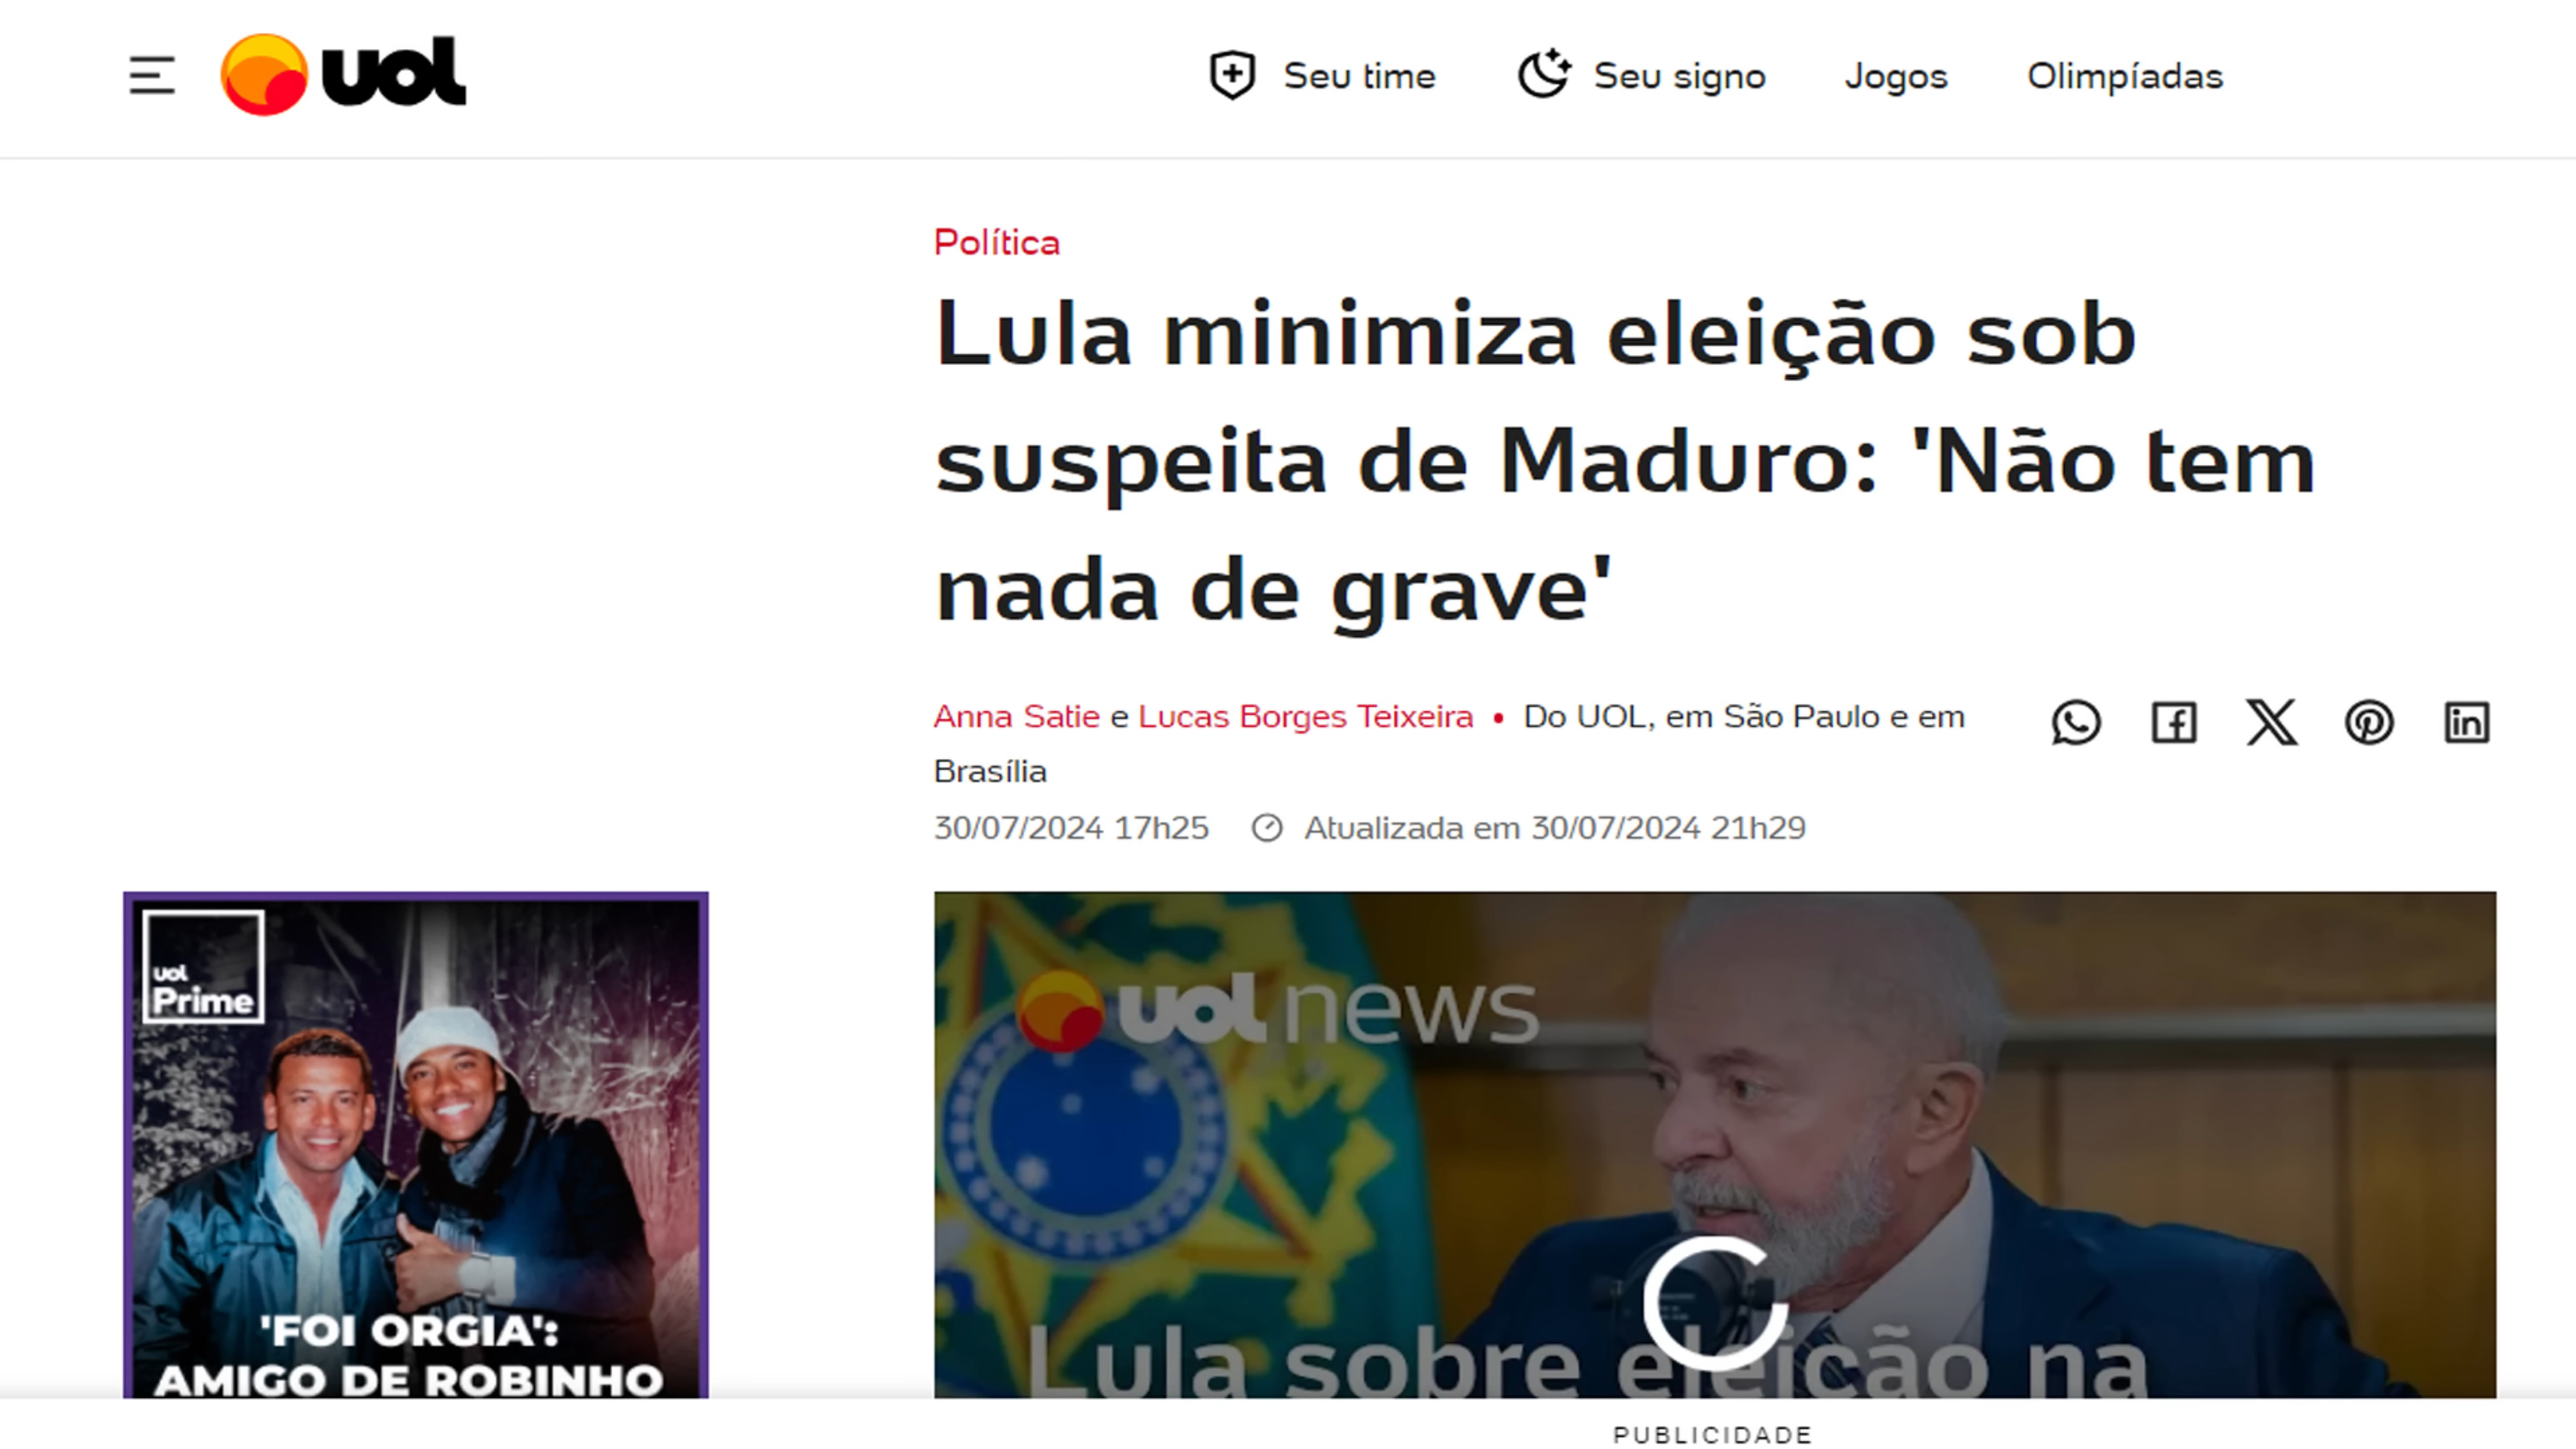 uol
Seu time
Seu signo
Jogos
Olimpíadas
Política
Lula minimiza eleição sob
suspeita de Maduro: 'Não tem
nada de grave'
Anna Satie e Lucas Borges Teixeira • Do UOL, em São Paulo e em
Brasília
30/07/2024 17h25 Atualizada em 30/07/2024 21h29
uol
Prime
'FOI ORGIA':
AMIGO DE ROBINHO
uol news
Lula sobre eleição na
PUBLICIDADE